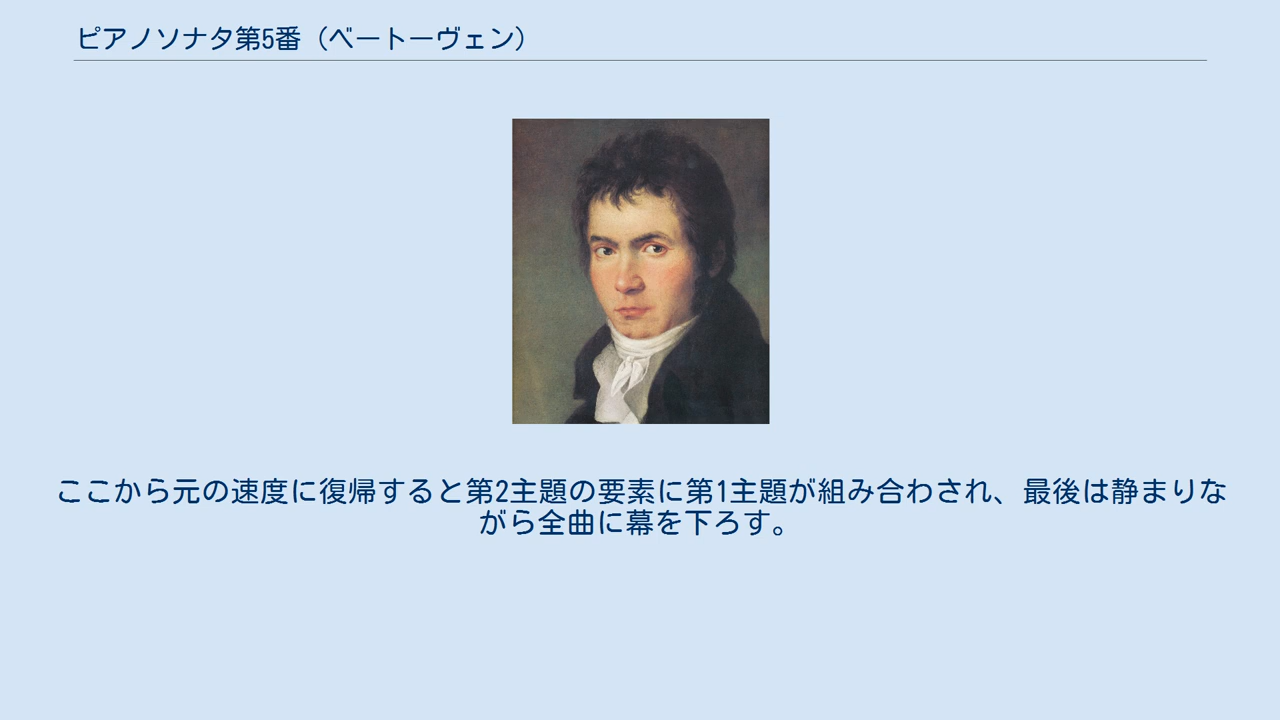 ピアノソナタ第5番（ベートーヴェン）
ここから元の速度に復帰すると第2主題の要素に第1主題が組み合わされ、最後は静まりな
がら全曲に幕を下ろす。